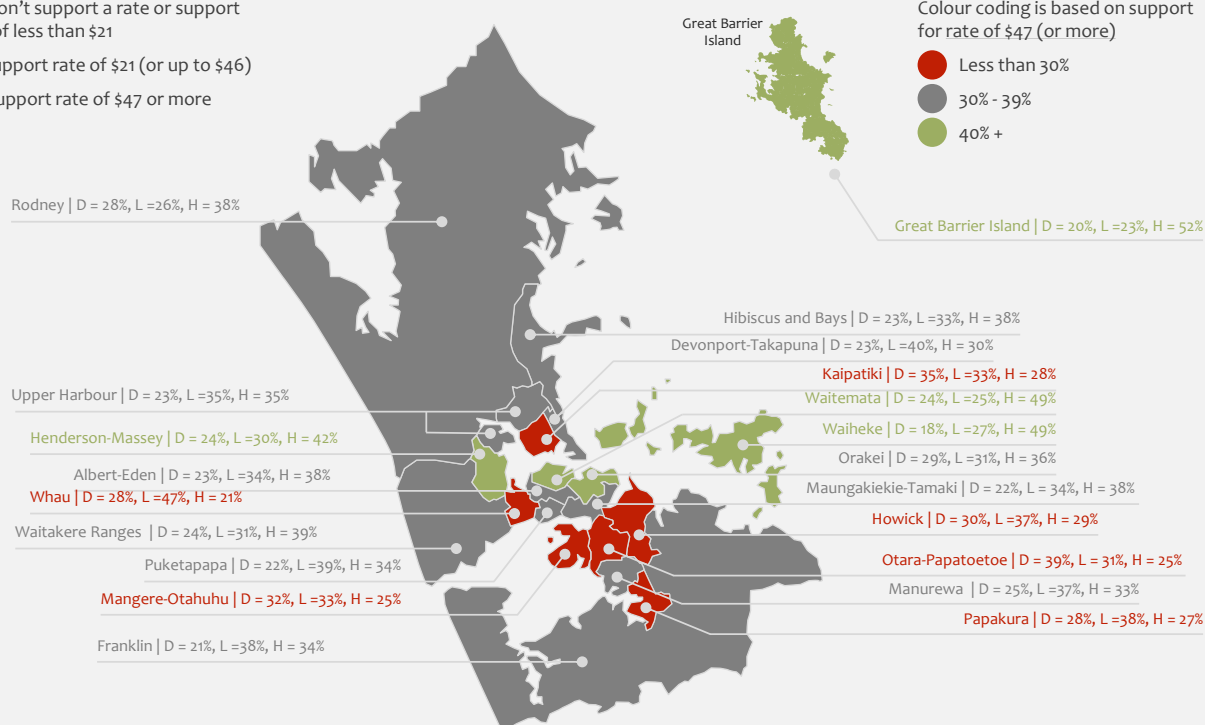 on't support a rate or support
f less than $21
upport rate of $21 (or up to $46)
upport rate of $47 or more
Great Barrier
Island
Colour coding is based on support
for rate of $47 (or more)
Less than 30%
30% - 39%
40% +
Rodney | D = 28%, L =26%, H = 38%
Great Barrier Island | D = 20%, L =23%, H = 52%
Hibiscus and Bays | D = 23%, L =33%, H = 38%
Devonport-Takapuna | D = 23%, L =40%, H = 30%
Kaipatiki | D = 35%, L =33%, H = 28%
Upper Harbour | D = 23%, L =35%, H = 35%
Waitemata | D = 24%, L =25%, H = 49%
Henderson-Massey | D = 24%, L =30%, H = 42%
Waiheke | D = 18%, L =27%, H = 49%
Orakei | D = 29%, L =31%, H = 36%
Albert-Eden | D = 23%, L =34%, H = 38%
Maungakiekie-Tamaki | D = 22%, L = 34%, H = 38%
Whau | D = 28%, L =47%, H = 21%
Howick | D = 30%, L =37%, H = 29%
Waitakere Ranges | D = 24%, L =31%, H = 39%
Otara-Papatoetoe | D = 39%, L = 31%, H = 25%
Puketapapa | D = 22%, L =39%, H = 34%
Manurewa | D = 25%, L =37%, H = 33%
Mangere-Otahuhu | D = 32%, L =33%, H = 25%
Papakura | D = 28%, L =38%, H = 27%
Franklin | D = 21%, L =38%, H = 34%